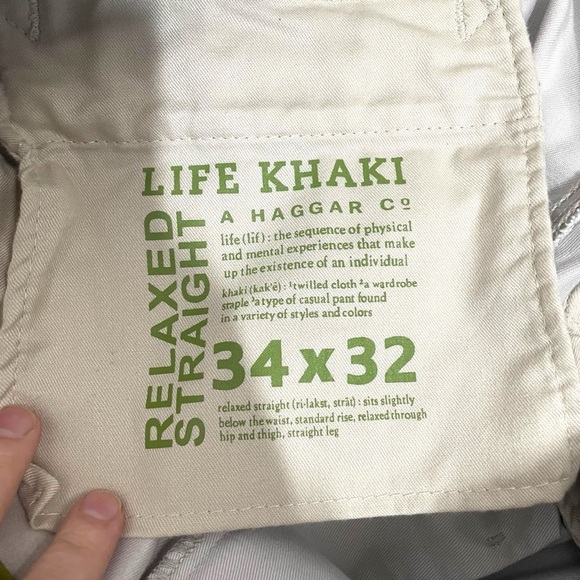 LIFE KHAKI
A HAGGAR Cº
RELAXED
STRAIGHT
life (līf) : the sequence of physical
and mental experiences that make
up the existence of an individual
khaki (kak'ē) : ¹twilled cloth ²a wardrobe
staple ³a type of casual pant found
in a variety of styles and colors
34 x 32
relaxed straight (ri-lakst, strāt) : sits slightly
below the waist, standard rise, relaxed through
hip and thigh, straight leg